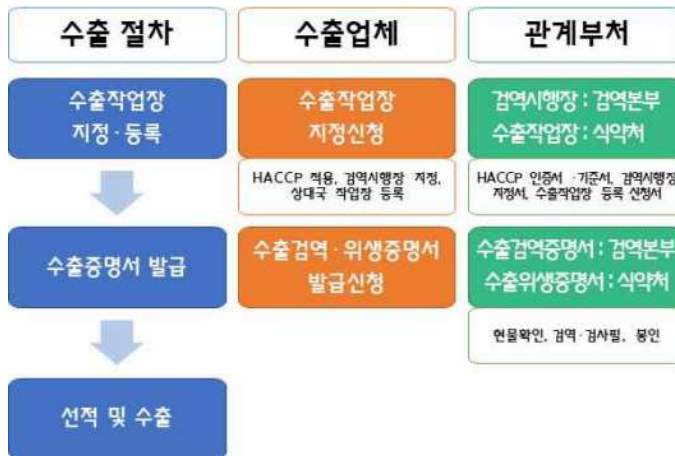 수출 절차
수출업체
관계부처
수출작업장
지정·등록
수출작업장
지정신청
검역시행장 : 검역본부
수출작업장 : 식약처
HACCP 적용, 검역시행장 지정,
상대국 작업장 등록
HACCP 인증서 ·기준서, 검역시행장
지정서, 수출작업장 등록 신청서
수출증명서 발급
수출검역·위생증명서
발급신청
수출검역증명서 : 검역본부
수출위생증명서 : 식약처
현물확인, 검역·검사필, 봉인
선적 및 수출